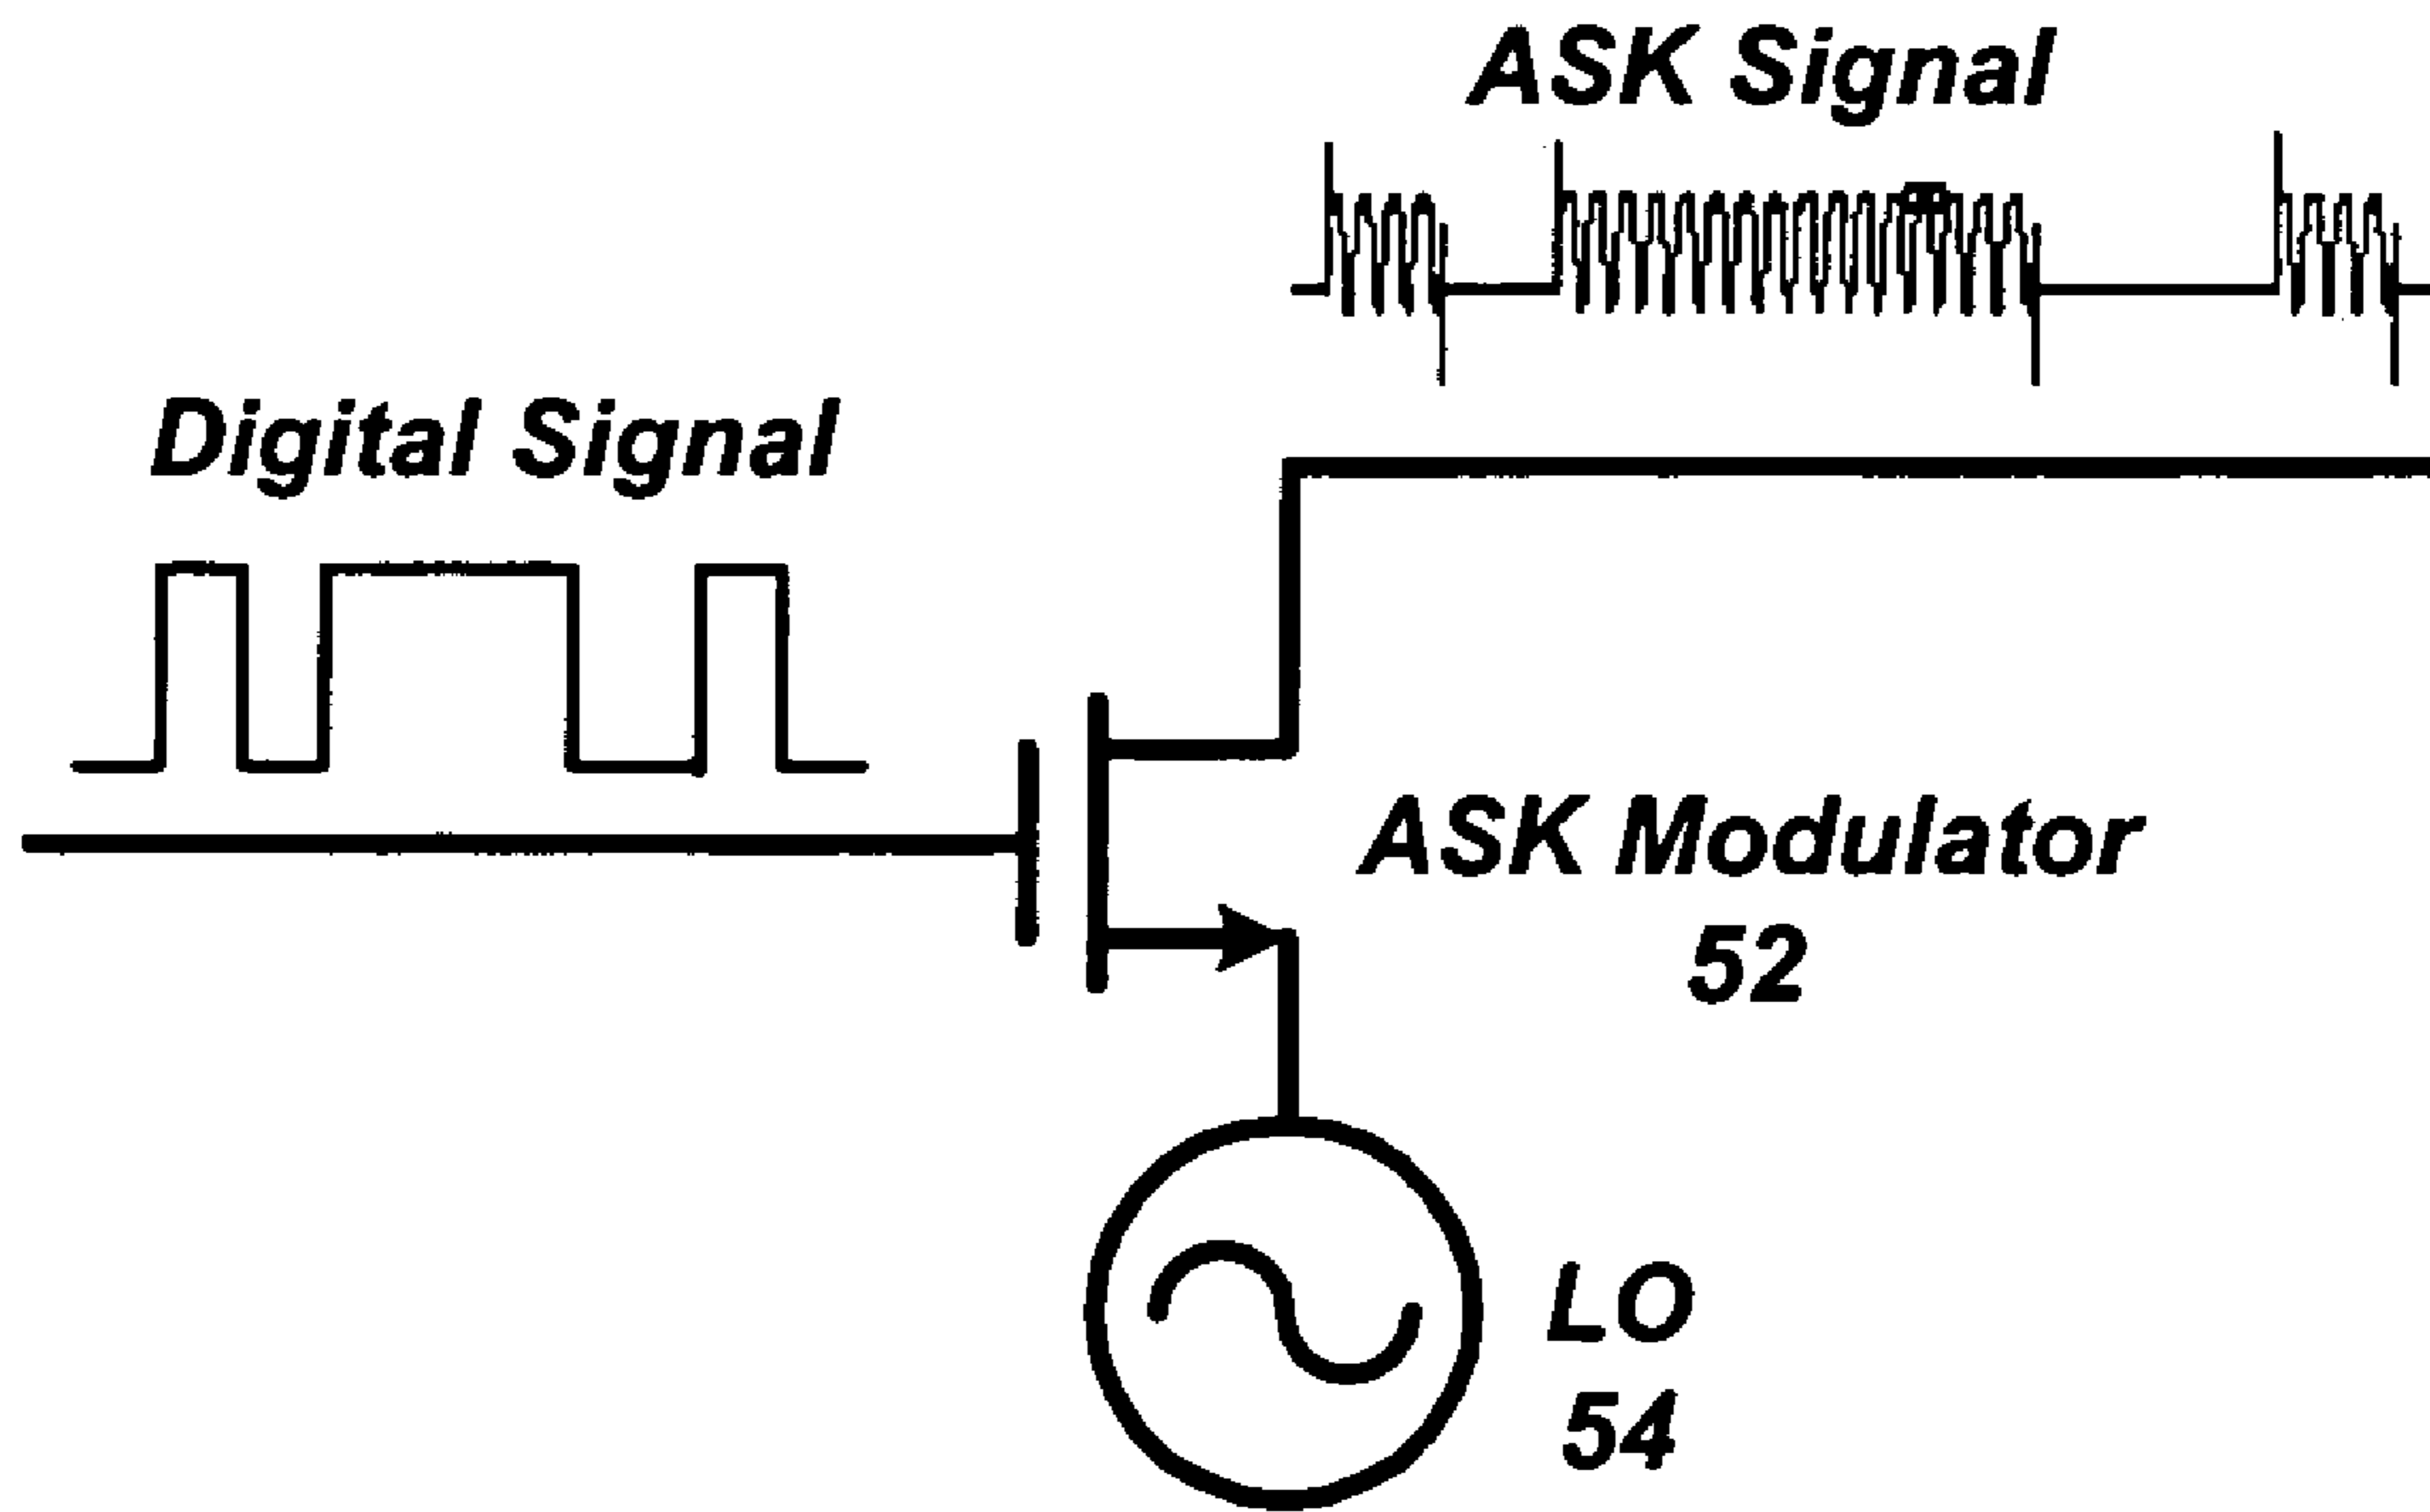 ASK Signal
Digital Signal
ASK Modulator
52
LO
54